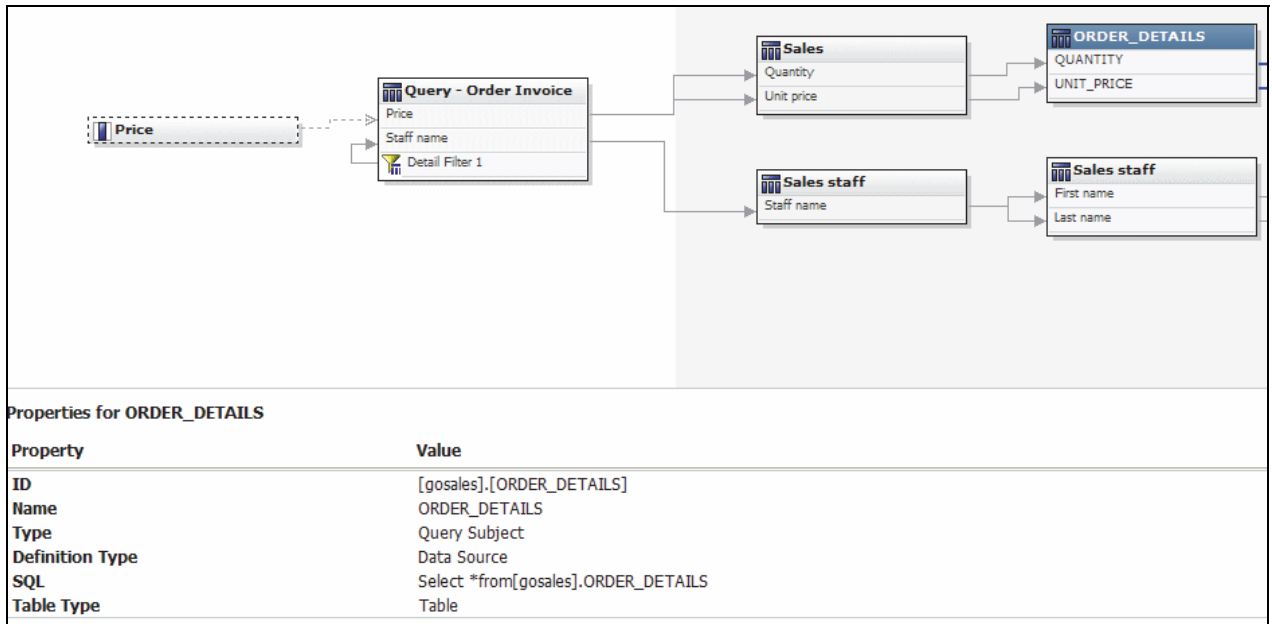 Price
Query - Order Invoice
Price
Staff name
Detail Filter 1
Sales
Quantity
Unit price
Sales staff
Staff name
ORDER_DETAILS
QUANTITY
UNIT_PRICE
Sales staff
First name
Last name
Properties for ORDER_DETAILS
Property Value
ID [gosales].[ORDER_DETAILS]
Name ORDER_DETAILS
Type Query Subject
Definition Type Data Source
SQL Select *from[gosales].ORDER_DETAILS
Table Type Table